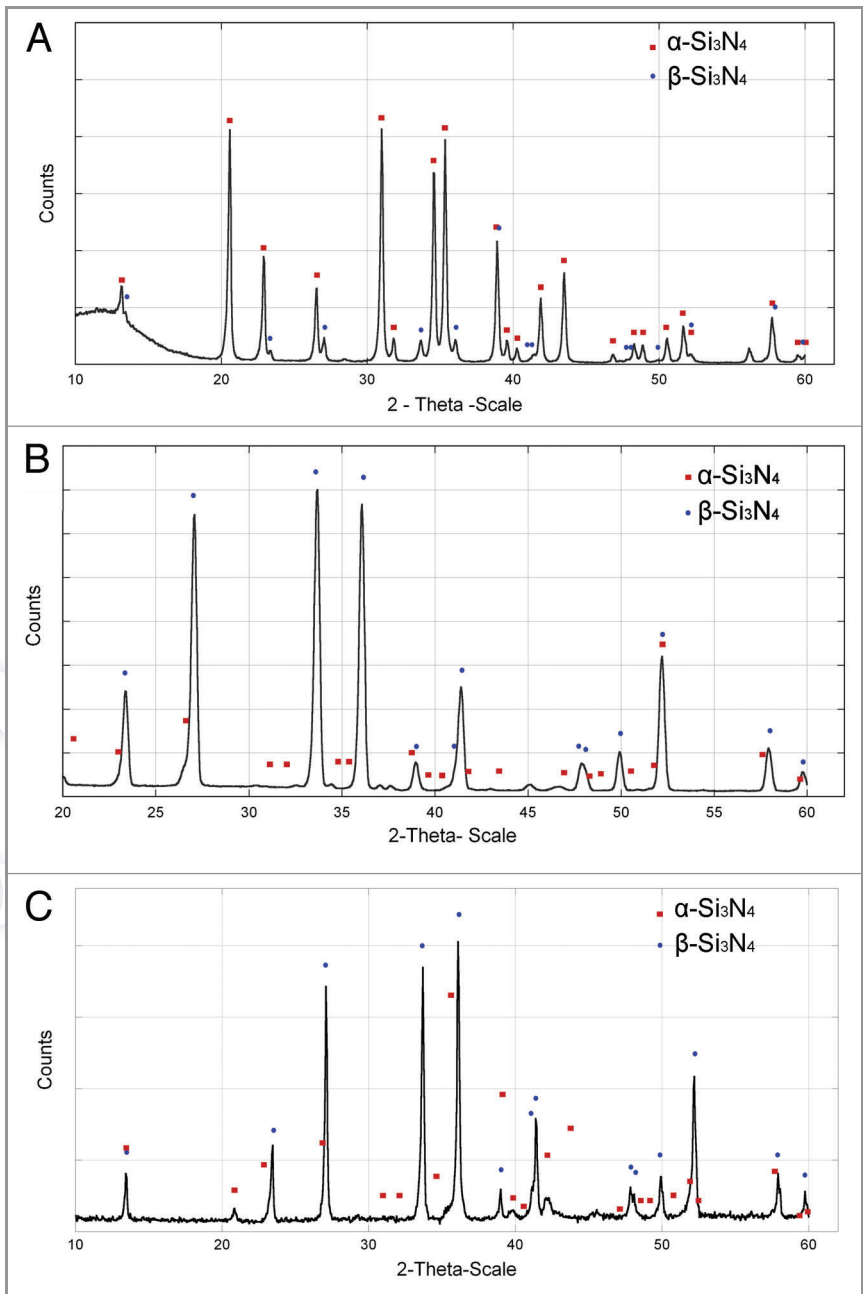 A
α-Si₃N₄
β-Si₃N₄
Counts
10 20 30 40 50 60
2 - Theta -Scale
B
α-Si₃N₄
β-Si₃N₄
Counts
20 25 30 35 40 45 50 55 60
2-Theta- Scale
C
α-Si₃N₄
β-Si₃N₄
Counts
10 20 30 40 50 60
2-Theta-Scale